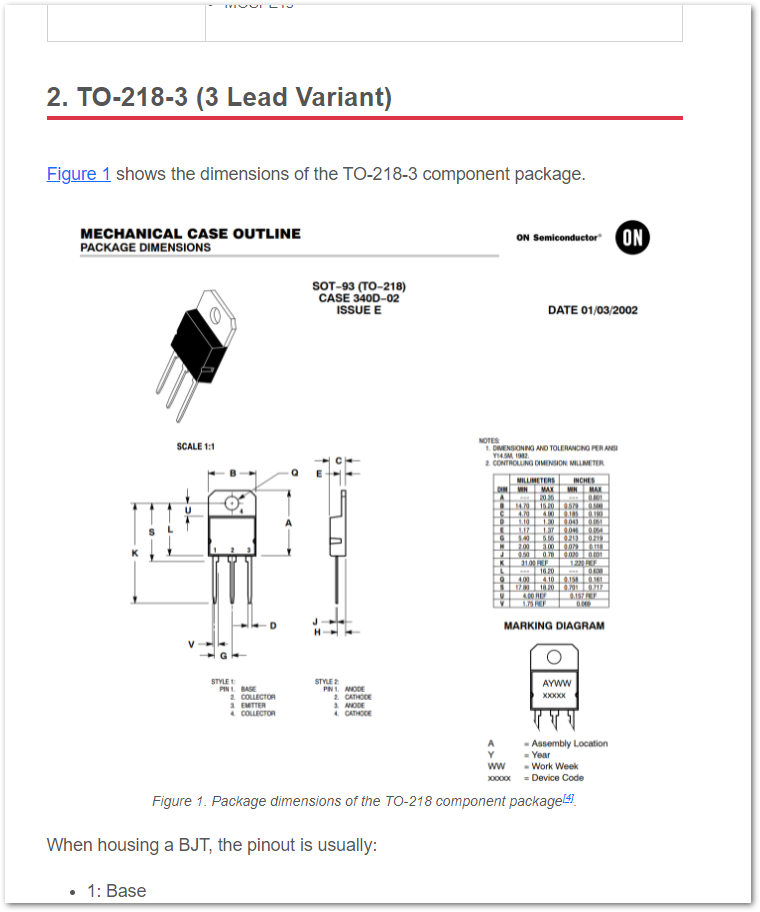 2. TO-218-3 (3 Lead Variant)
Figure 1 shows the dimensions of the TO-218-3 component package.
MECHANICAL CASE OUTLINE
PACKAGE DIMENSIONS
ON Semiconductor®
ON
SOT–93 (TO–218)
CASE 340D–02
ISSUE E
DATE 01/03/2002
SCALE 1:1
NOTES:
1. DIMENSIONING AND TOLERANCING PER ANSI
Y14.5M, 1982.
2. CONTROLLING DIMENSION: MILLIMETER.
MILLIMETERS INCHES
DIM MIN MAX MIN MAX
A --- 20.35 --- 0.801
B 14.70 15.20 0.579 0.598
C 4.70 4.90 0.185 0.193
D 1.10 1.30 0.043 0.051
E 1.17 1.37 0.046 0.054
G 5.40 5.55 0.213 0.219
H 2.00 3.00 0.079 0.118
J 0.50 0.78 0.020 0.031
K 31.00 REF 1.220 REF
L --- 16.20 --- 0.638
Q 4.00 4.10 0.158 0.161
S 17.80 18.20 0.701 0.717
U 4.00 REF 0.157 REF
V 1.75 REF 0.069
C
B
Q
E
U
4
A
S
L
K
1 2 3
D
J
H
V
G
MARKING DIAGRAM
AYWW
XXXXX
STYLE 1:
PIN 1. BASE
2. COLLECTOR
3. EMITTER
4. COLLECTOR
STYLE 2:
PIN 1. ANODE
2. CATHODE
3. ANODE
4. CATHODE
A = Assembly Location
Y = Year
WW = Work Week
xxxxx = Device Code
Figure 1. Package dimensions of the TO-218 component package[4].
When housing a BJT, the pinout is usually:
• 1: Base